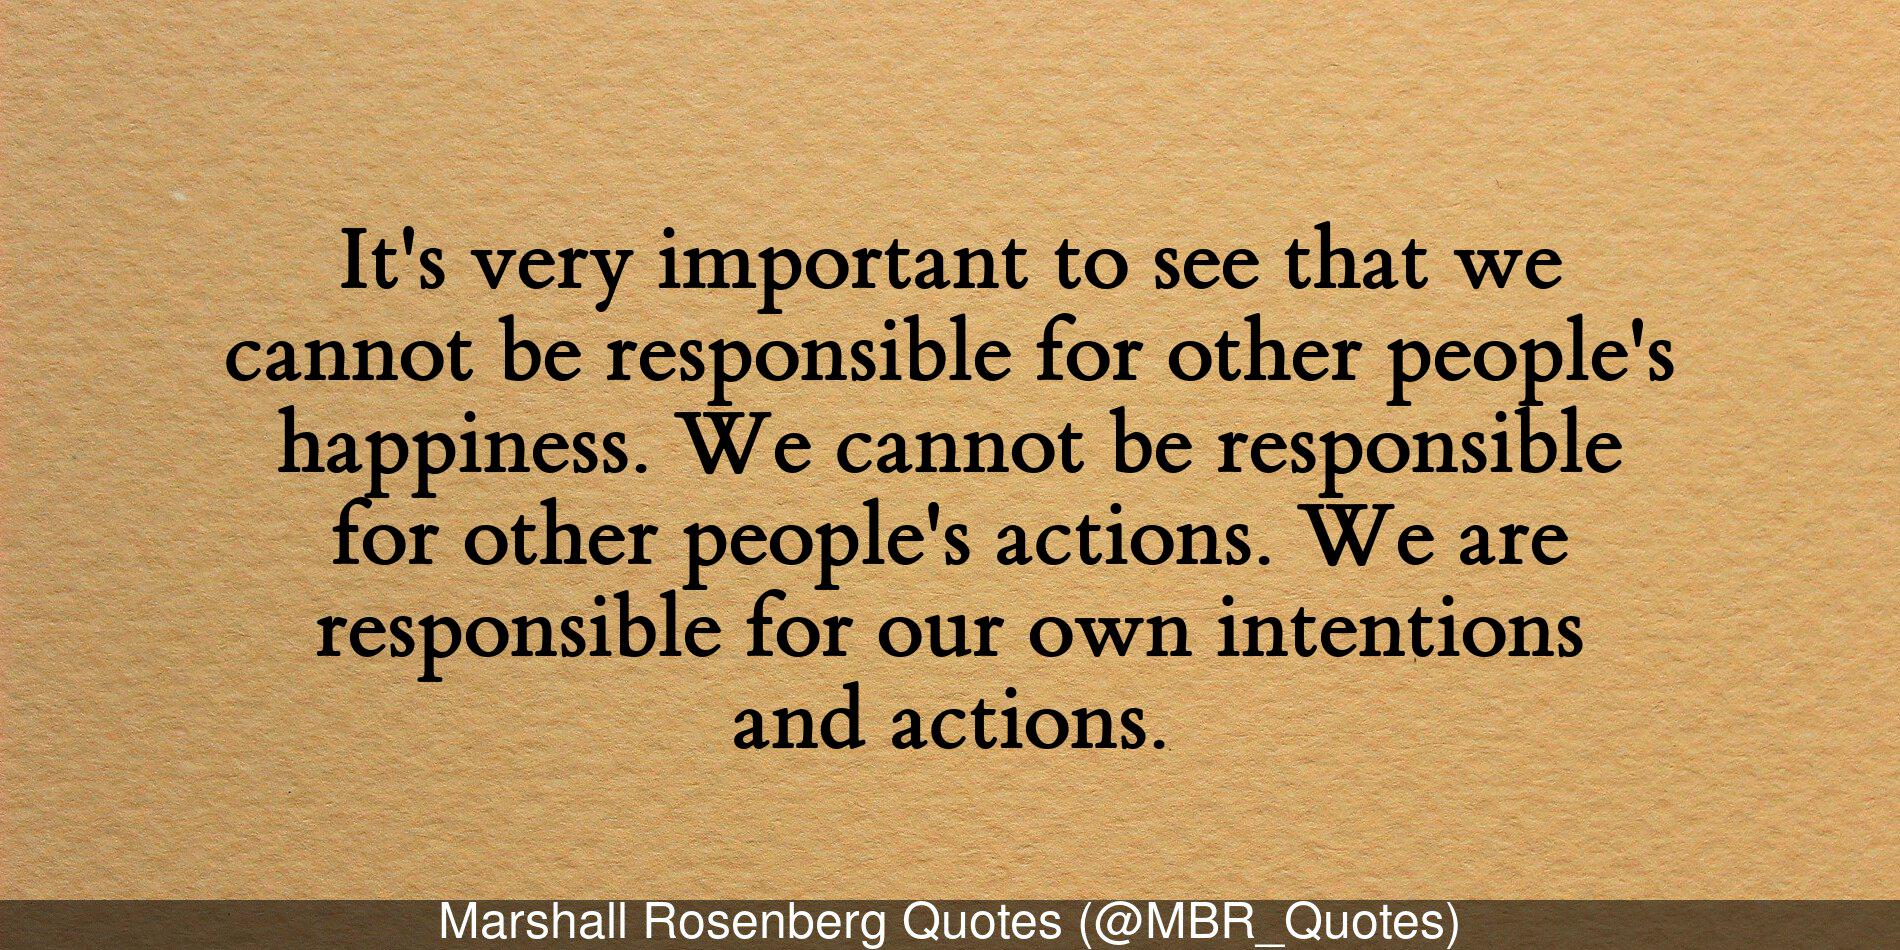 It's very important to see that we
cannot be responsible for other people's
happiness. We cannot be responsible
for other people's actions. We are
responsible for our own intentions
and actions.
Marshall Rosenberg Quotes (@MBR_Quotes)